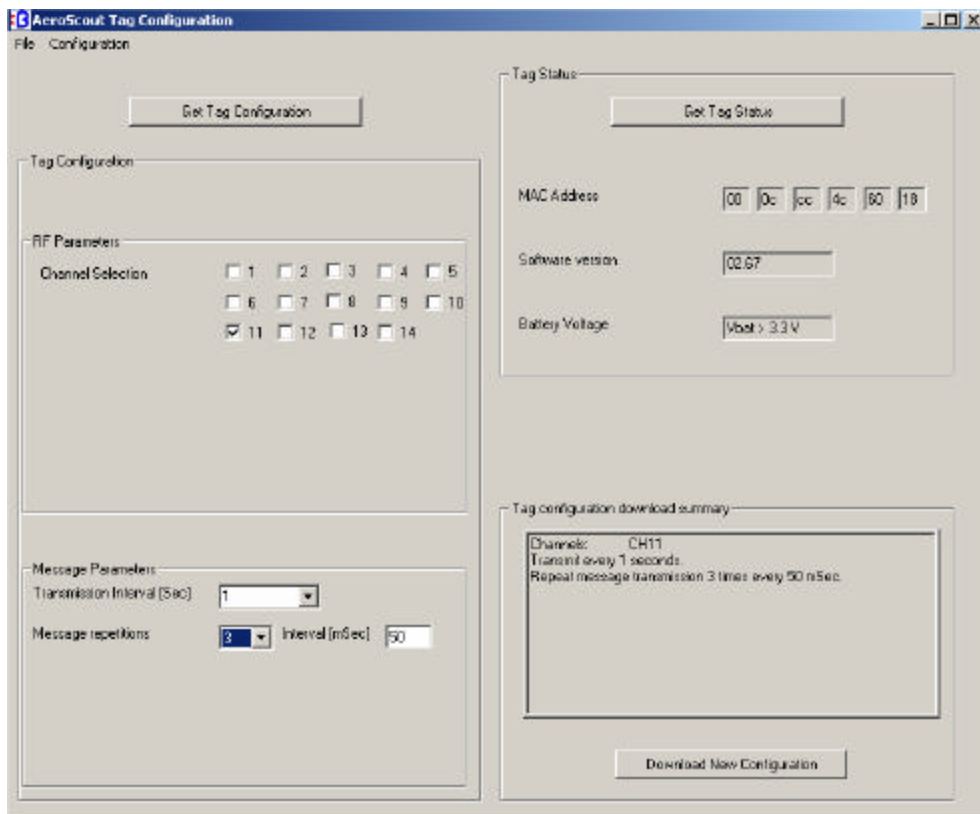 AeroScout Tag Configuration
File Configuration
Get Tag Configuration
Tag Configuration
RF Parameters
Channel Selection
1 2 3 4 5
6 7 8 9 10
11 12 13 14
Message Parameters
Transmission Interval [Sec] 1
Message repetitions 3 Interval [mSec] 50
Tag Status
Get Tag Status
MAC Address 00 0c cc 4c 60 18
Software version 02.67
Battery Voltage Vbat > 3.3 V
Tag configuration download summary
Channels: CH11
Transmit every 1 seconds.
Repeat message transmission 3 times every 50 mSec.
Download New Configuration